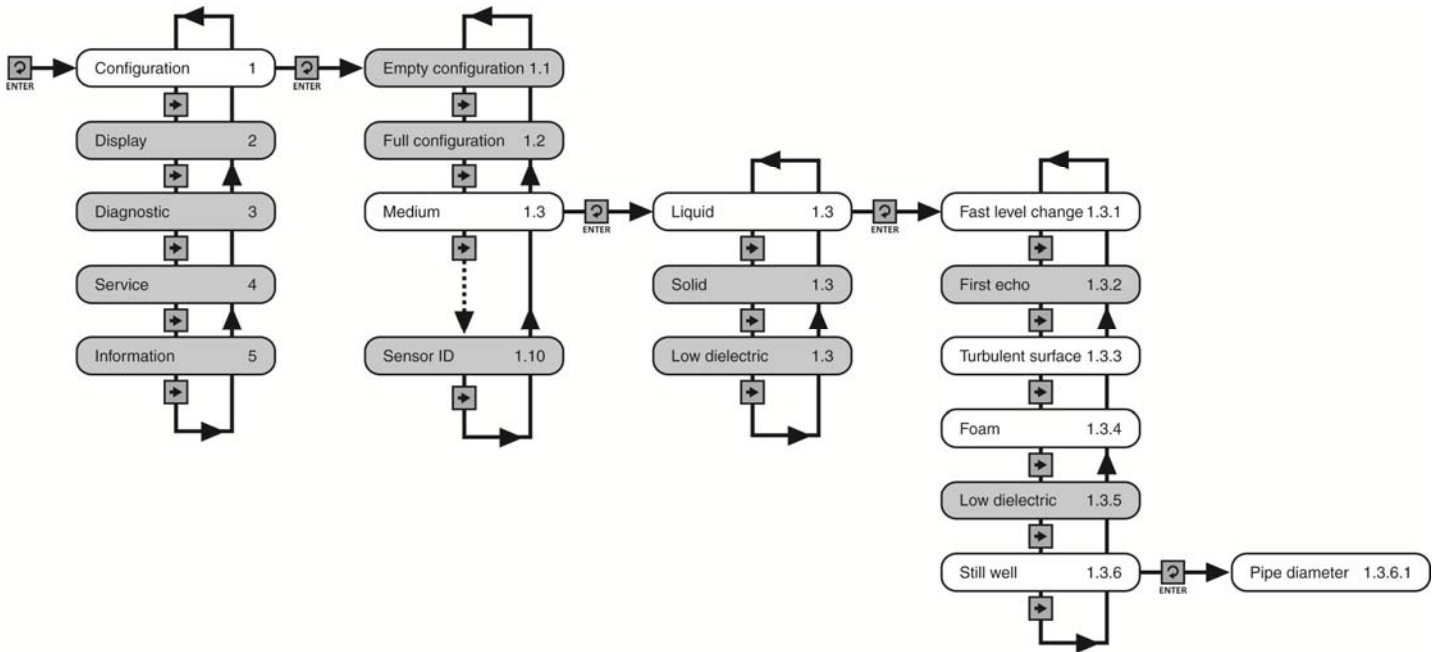 ENTER
Configuration 1
Display 2
Diagnostic 3
Service 4
Information 5
ENTER
Empty configuration 1.1
Full configuration 1.2
Medium 1.3
Sensor ID 1.10
ENTER
Liquid 1.3
Solid 1.3
Low dielectric 1.3
ENTER
Fast level change 1.3.1
First echo 1.3.2
Turbulent surface 1.3.3
Foam 1.3.4
Low dielectric 1.3.5
Still well 1.3.6
ENTER
Pipe diameter 1.3.6.1